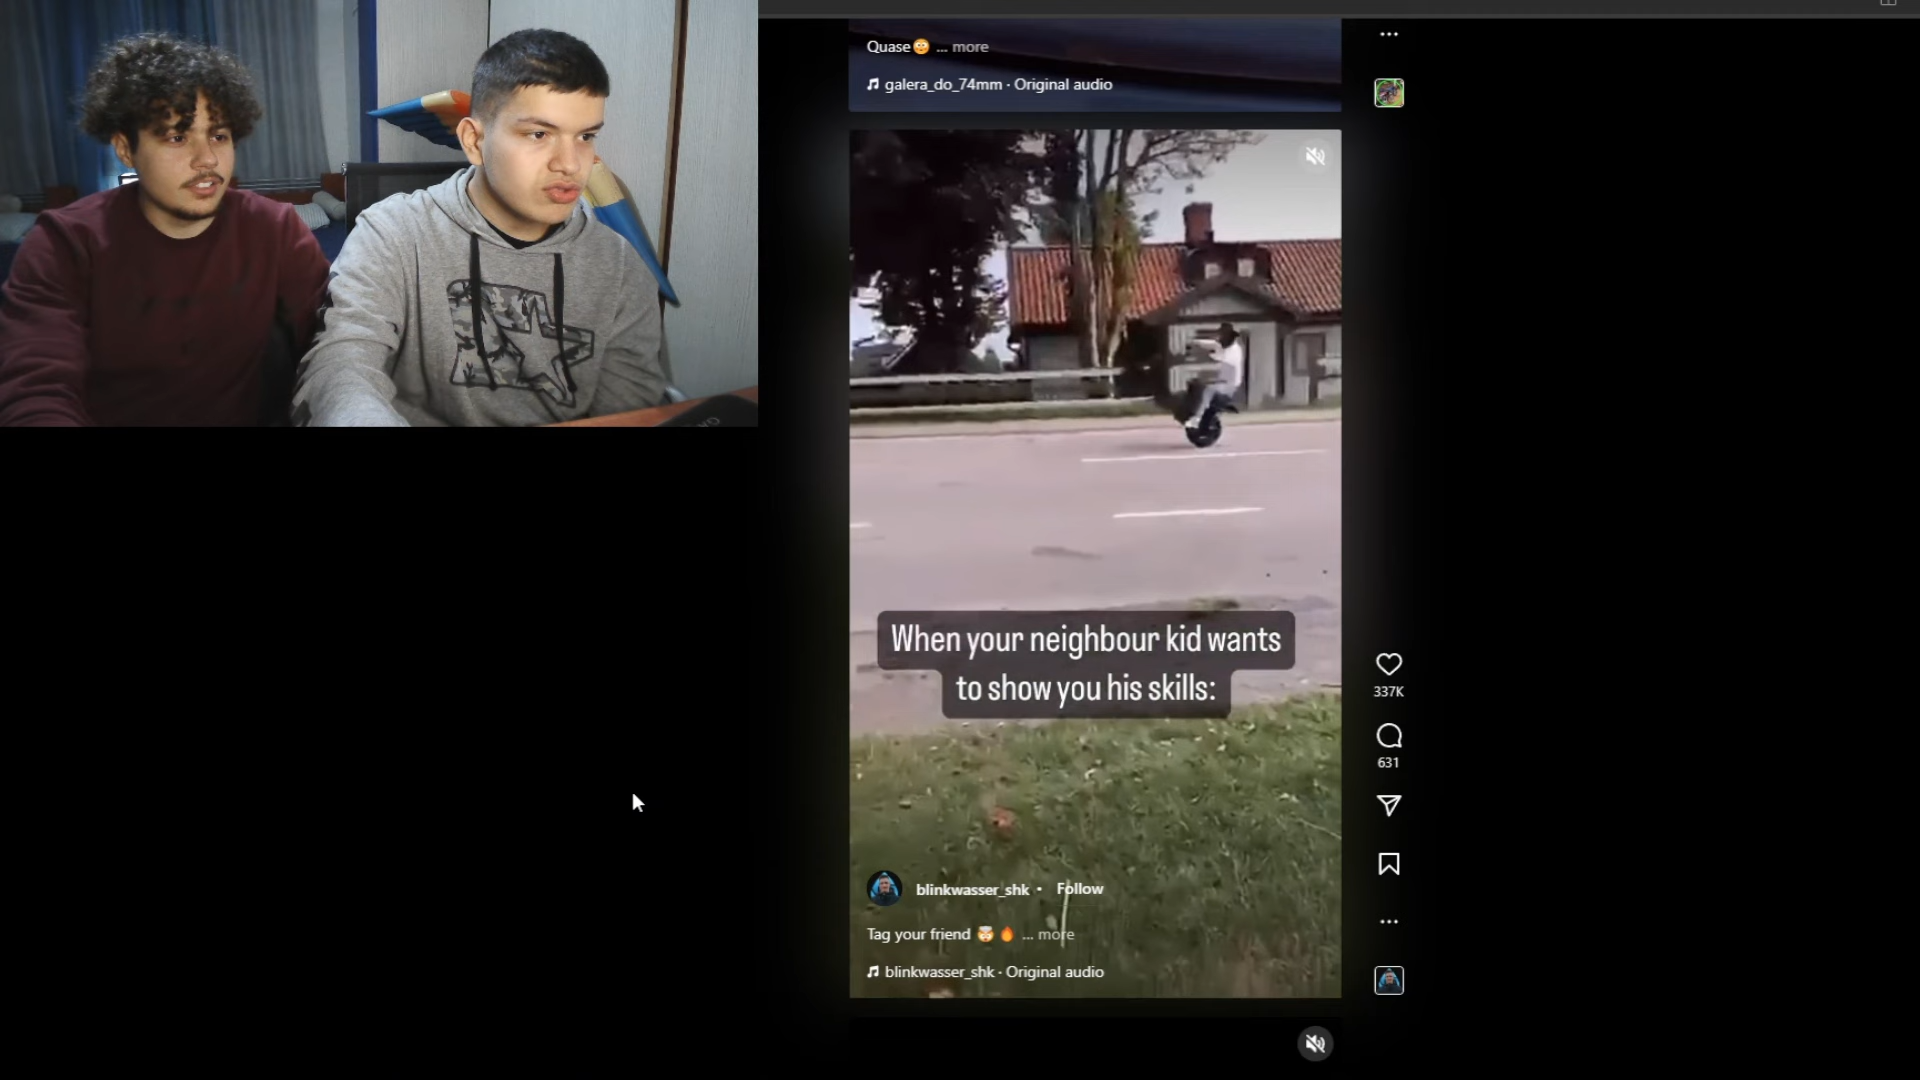 Quase😳 ... more
galera_do_74mm · Original audio
When your neighbour kid wants
to show you his skills:
337K
631
blinkwasser_shk · Follow
Tag your friend 🤯🔥 ... more
blinkwasser_shk · Original audio